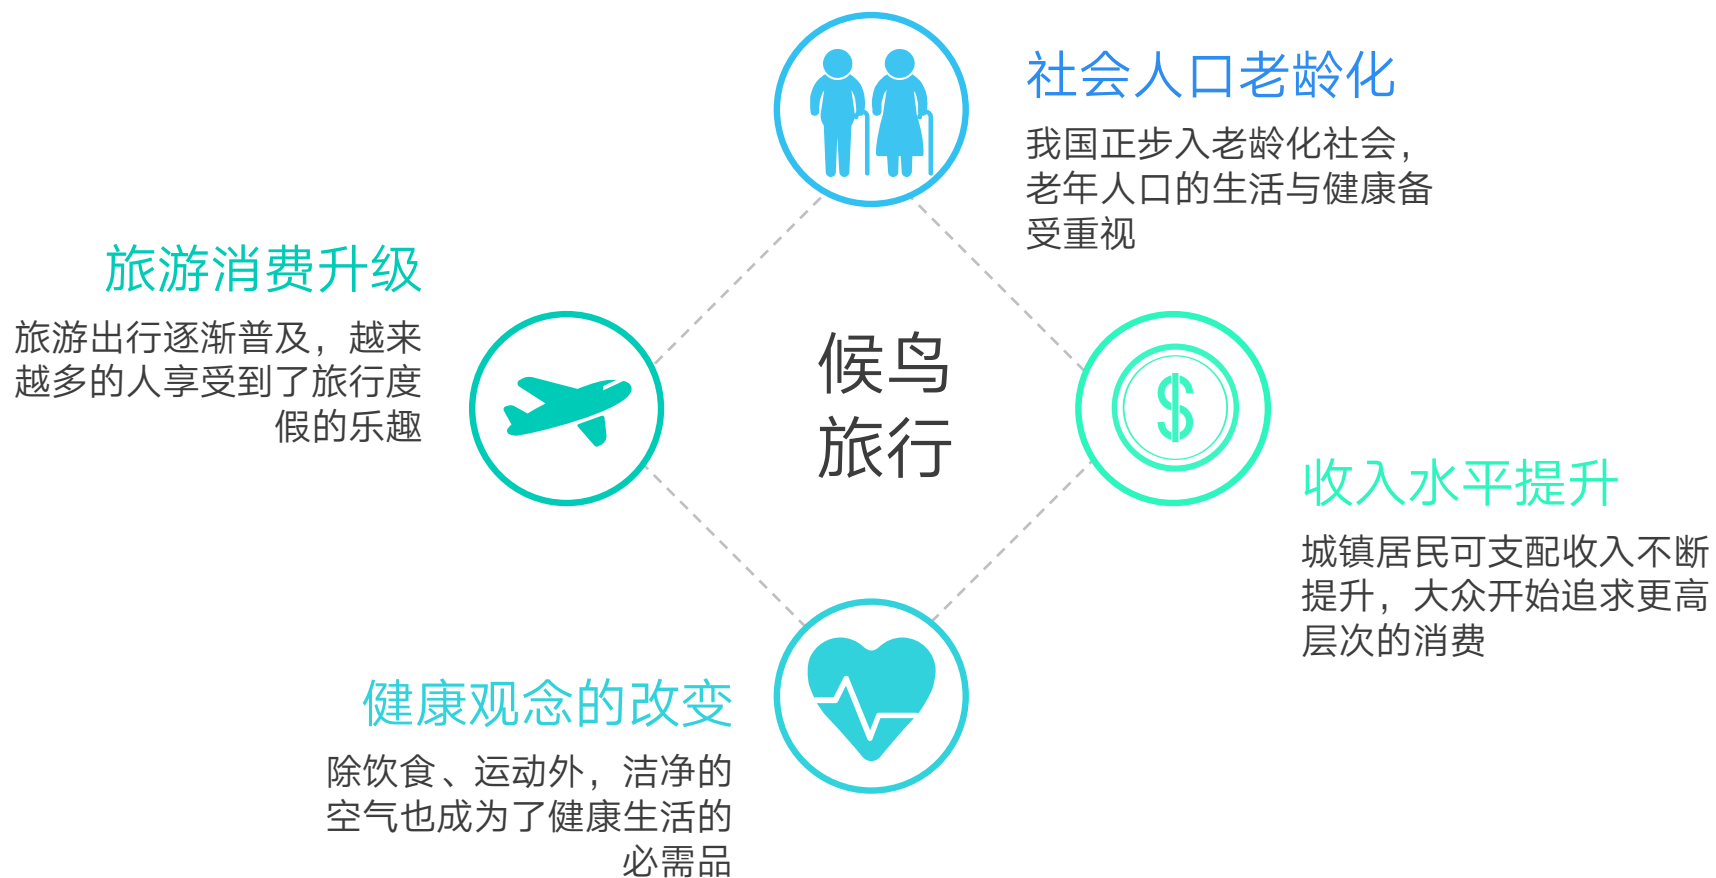 社会人口老龄化
我国正步入老龄化社会，
老年人口的生活与健康备
受重视
旅游消费升级
旅游出行逐渐普及，越来
越多的人享受到了旅行度
假的乐趣
候鸟
旅行
$
收入水平提升
城镇居民可支配收入不断
提升，大众开始追求更高
层次的消费
健康观念的改变
除饮食、运动外，洁净的
空气也成为了健康生活的
必需品